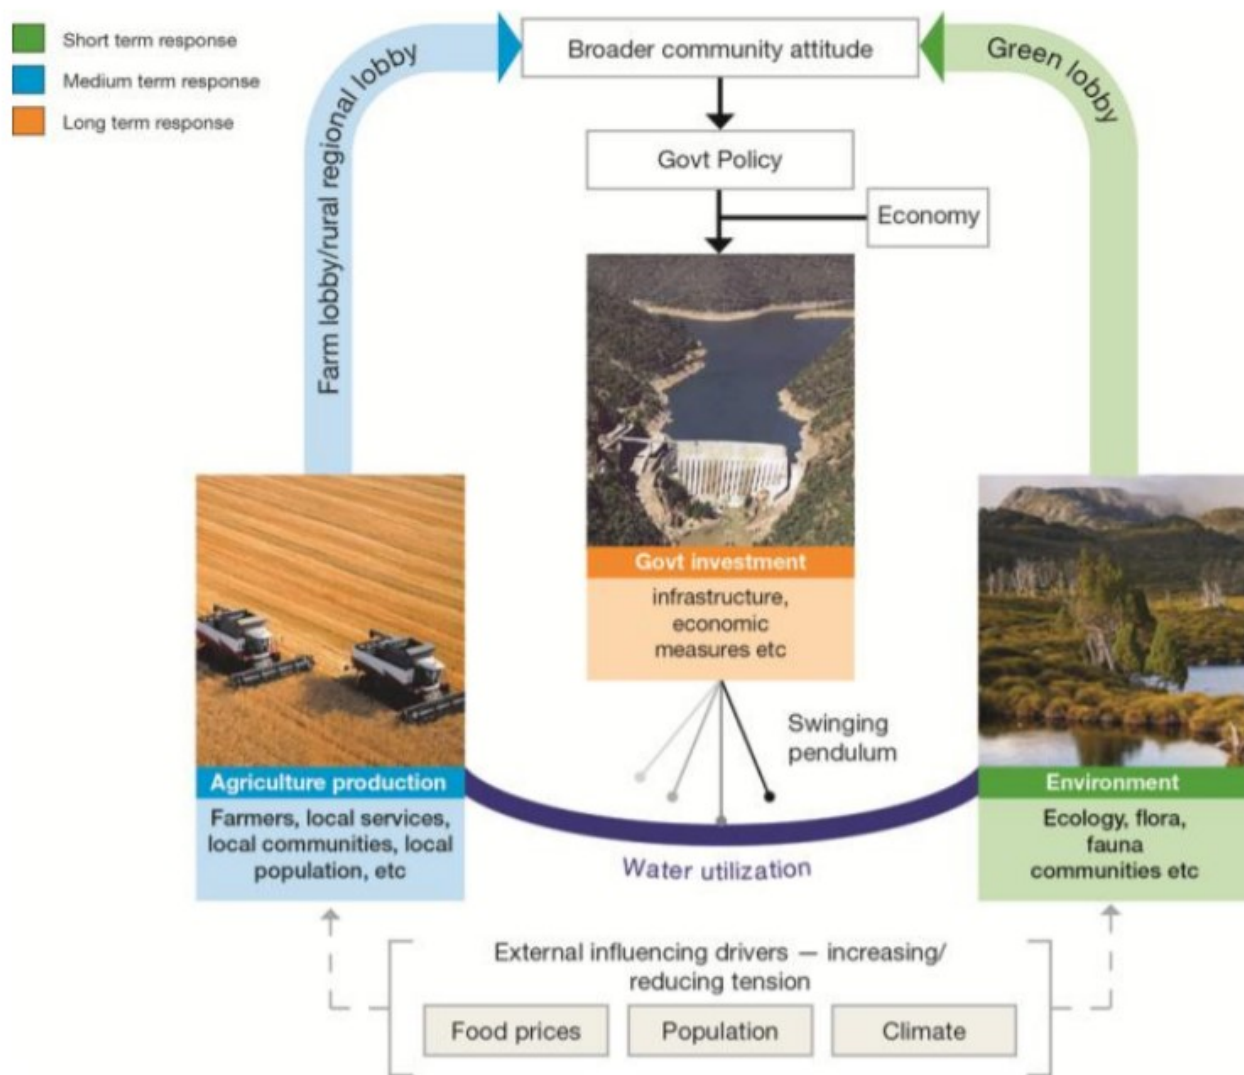 Short term response
Medium term response
Long term response
Farm lobby/rural regional lobby
Broader community attitude
Green lobby
Govt Policy
Economy
Govt investment
infrastructure,
economic
measures etc
Swinging
pendulum
Agriculture production
Farmers, local services,
local communities, local
population, etc
Environment
Ecology, flora,
fauna
communities etc
Water utilization
External influencing drivers — increasing/
reducing tension
Food prices
Population
Climate